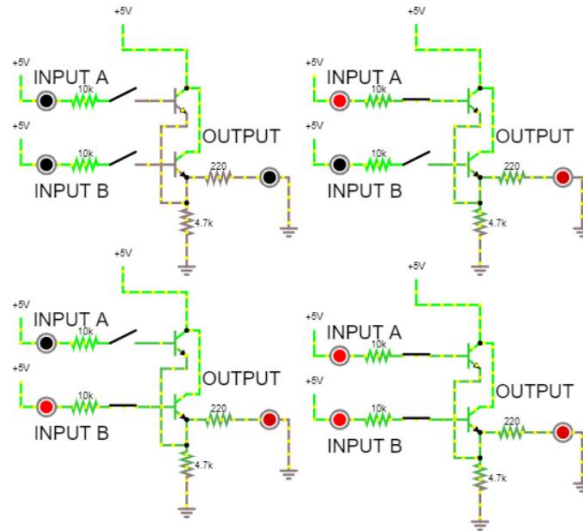 +5V
+5V
INPUT A
10k
+5V
OUTPUT
10k
220
INPUT B
4.7k
+5V
+5V
INPUT A
10k
+5V
OUTPUT
10k
220
INPUT B
4.7k
+5V
+5V
INPUT A
10k
+5V
OUTPUT
10k
220
INPUT B
4.7k
+5V
+5V
INPUT A
10k
+5V
OUTPUT
10k
220
INPUT B
4.7k